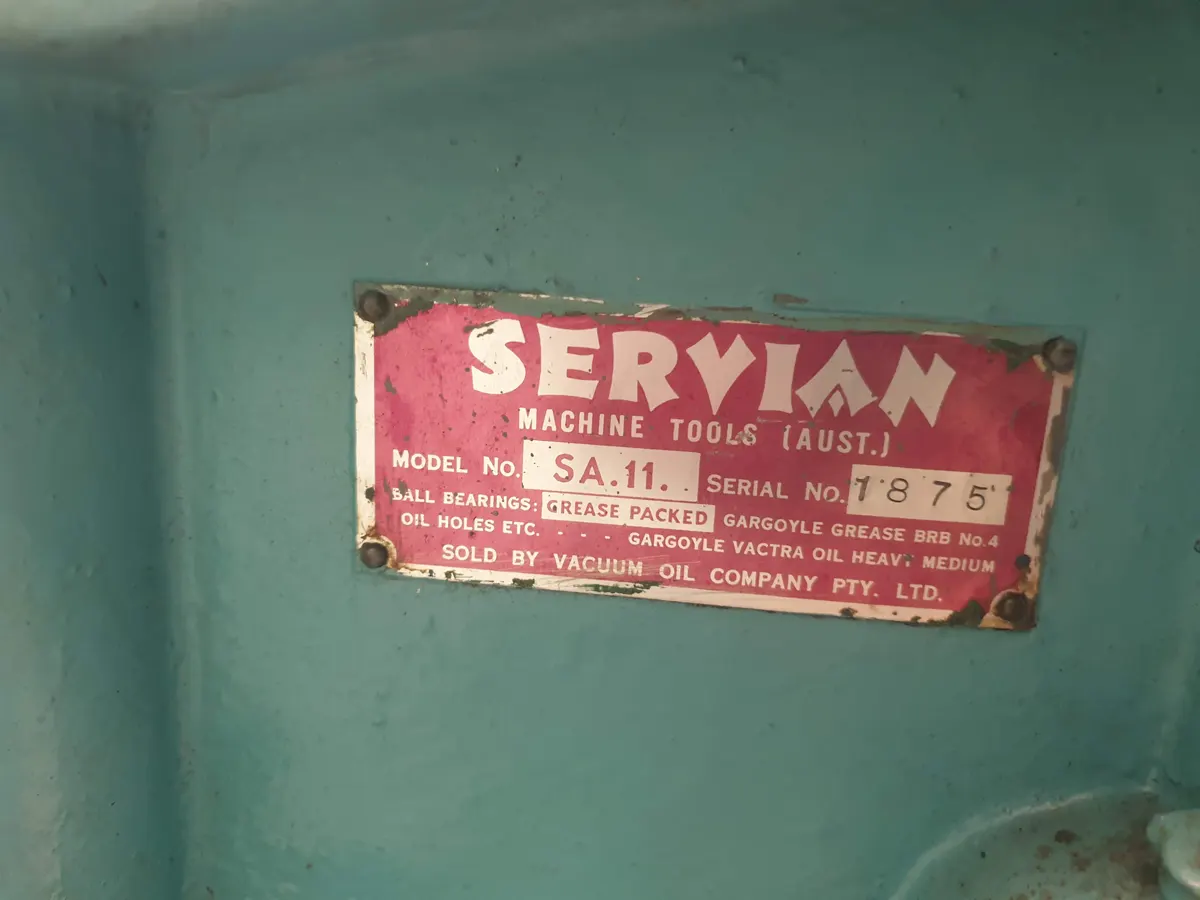 SERVIAN
MACHINE TOOLS (AUST.)
MODEL NO. SA.11. SERIAL NO. 1875
BALL BEARINGS: GREASE PACKED GARGOYLE GREASE BRB No.4
OIL HOLES ETC. - - - GARGOYLE VACTRA OIL HEAVY MEDIUM
SOLD BY VACUUM OIL COMPANY PTY. LTD.